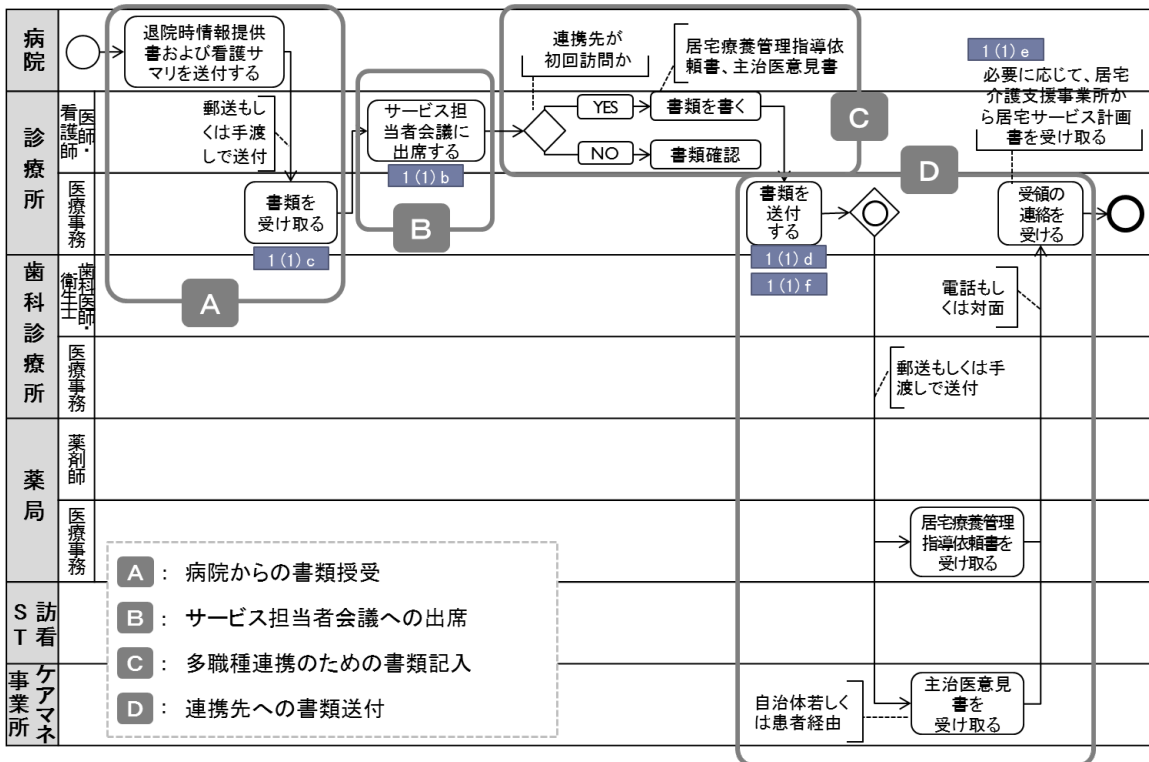 病院
退院時情報提供
書および看護サ
マリを送付する
連携先が
初回訪問か
居宅療養管理指導依
頼書、主治医意見書
1(1)e
必要に応じて、居宅
介護支援事業所か
ら居宅サービス計画
書を受け取る
診療所
医師・
看護師
郵送もし
くは手渡
しで送付
サービス担
当者会議に
出席する
1(1)b
YES
書類を書く
NO
書類確認
C
医療事務
書類を
受け取る
1(1)c
B
書類を
送付
する
1(1)d
1(1)f
D
受領の
連絡を
受ける
歯科診療所
歯科医師・
衛生士
A
電話もし
くは対面
医療事務
郵送もしくは手
渡しで送付
薬局
薬剤師
医療事務
居宅療養管理
指導依頼書を
受け取る
訪看
ST
ケアマネ
事業所
自治体若しく
は患者経由
主治医意見
書を
受け取る
A : 病院からの書類授受
B : サービス担当者会議への出席
C : 多職種連携のための書類記入
D : 連携先への書類送付